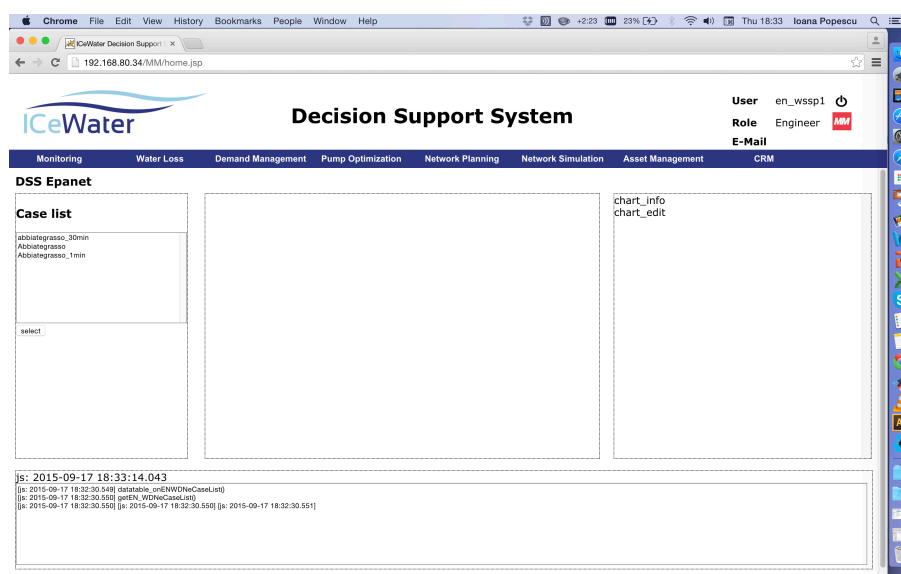 Chrome File Edit View History Bookmarks People Window Help +2:23 23% Thu 18:33 Ioana Popescu
ICeWater Decision Support
192.168.80.34/MM/home.jsp
ICeWater
Decision Support System
User en_wssp1
Role Engineer MM
E-Mail
Monitoring Water Loss Demand Management Pump Optimization Network Planning Network Simulation Asset Management CRM
DSS Epanet
Case list
abbiategrasso_30min
Abbiategrasso
Abbiategrasso_1min
select
chart_info
chart_edit
js: 2015-09-17 18:33:14.043
[js: 2015-09-17 18:32:30.549] datatable_onENWDNeCaseList()
[js: 2015-09-17 18:32:30.550] getEN_WDNeCaseList()
[js: 2015-09-17 18:32:30.550] [js: 2015-09-17 18:32:30.550] [js: 2015-09-17 18:32:30.551]